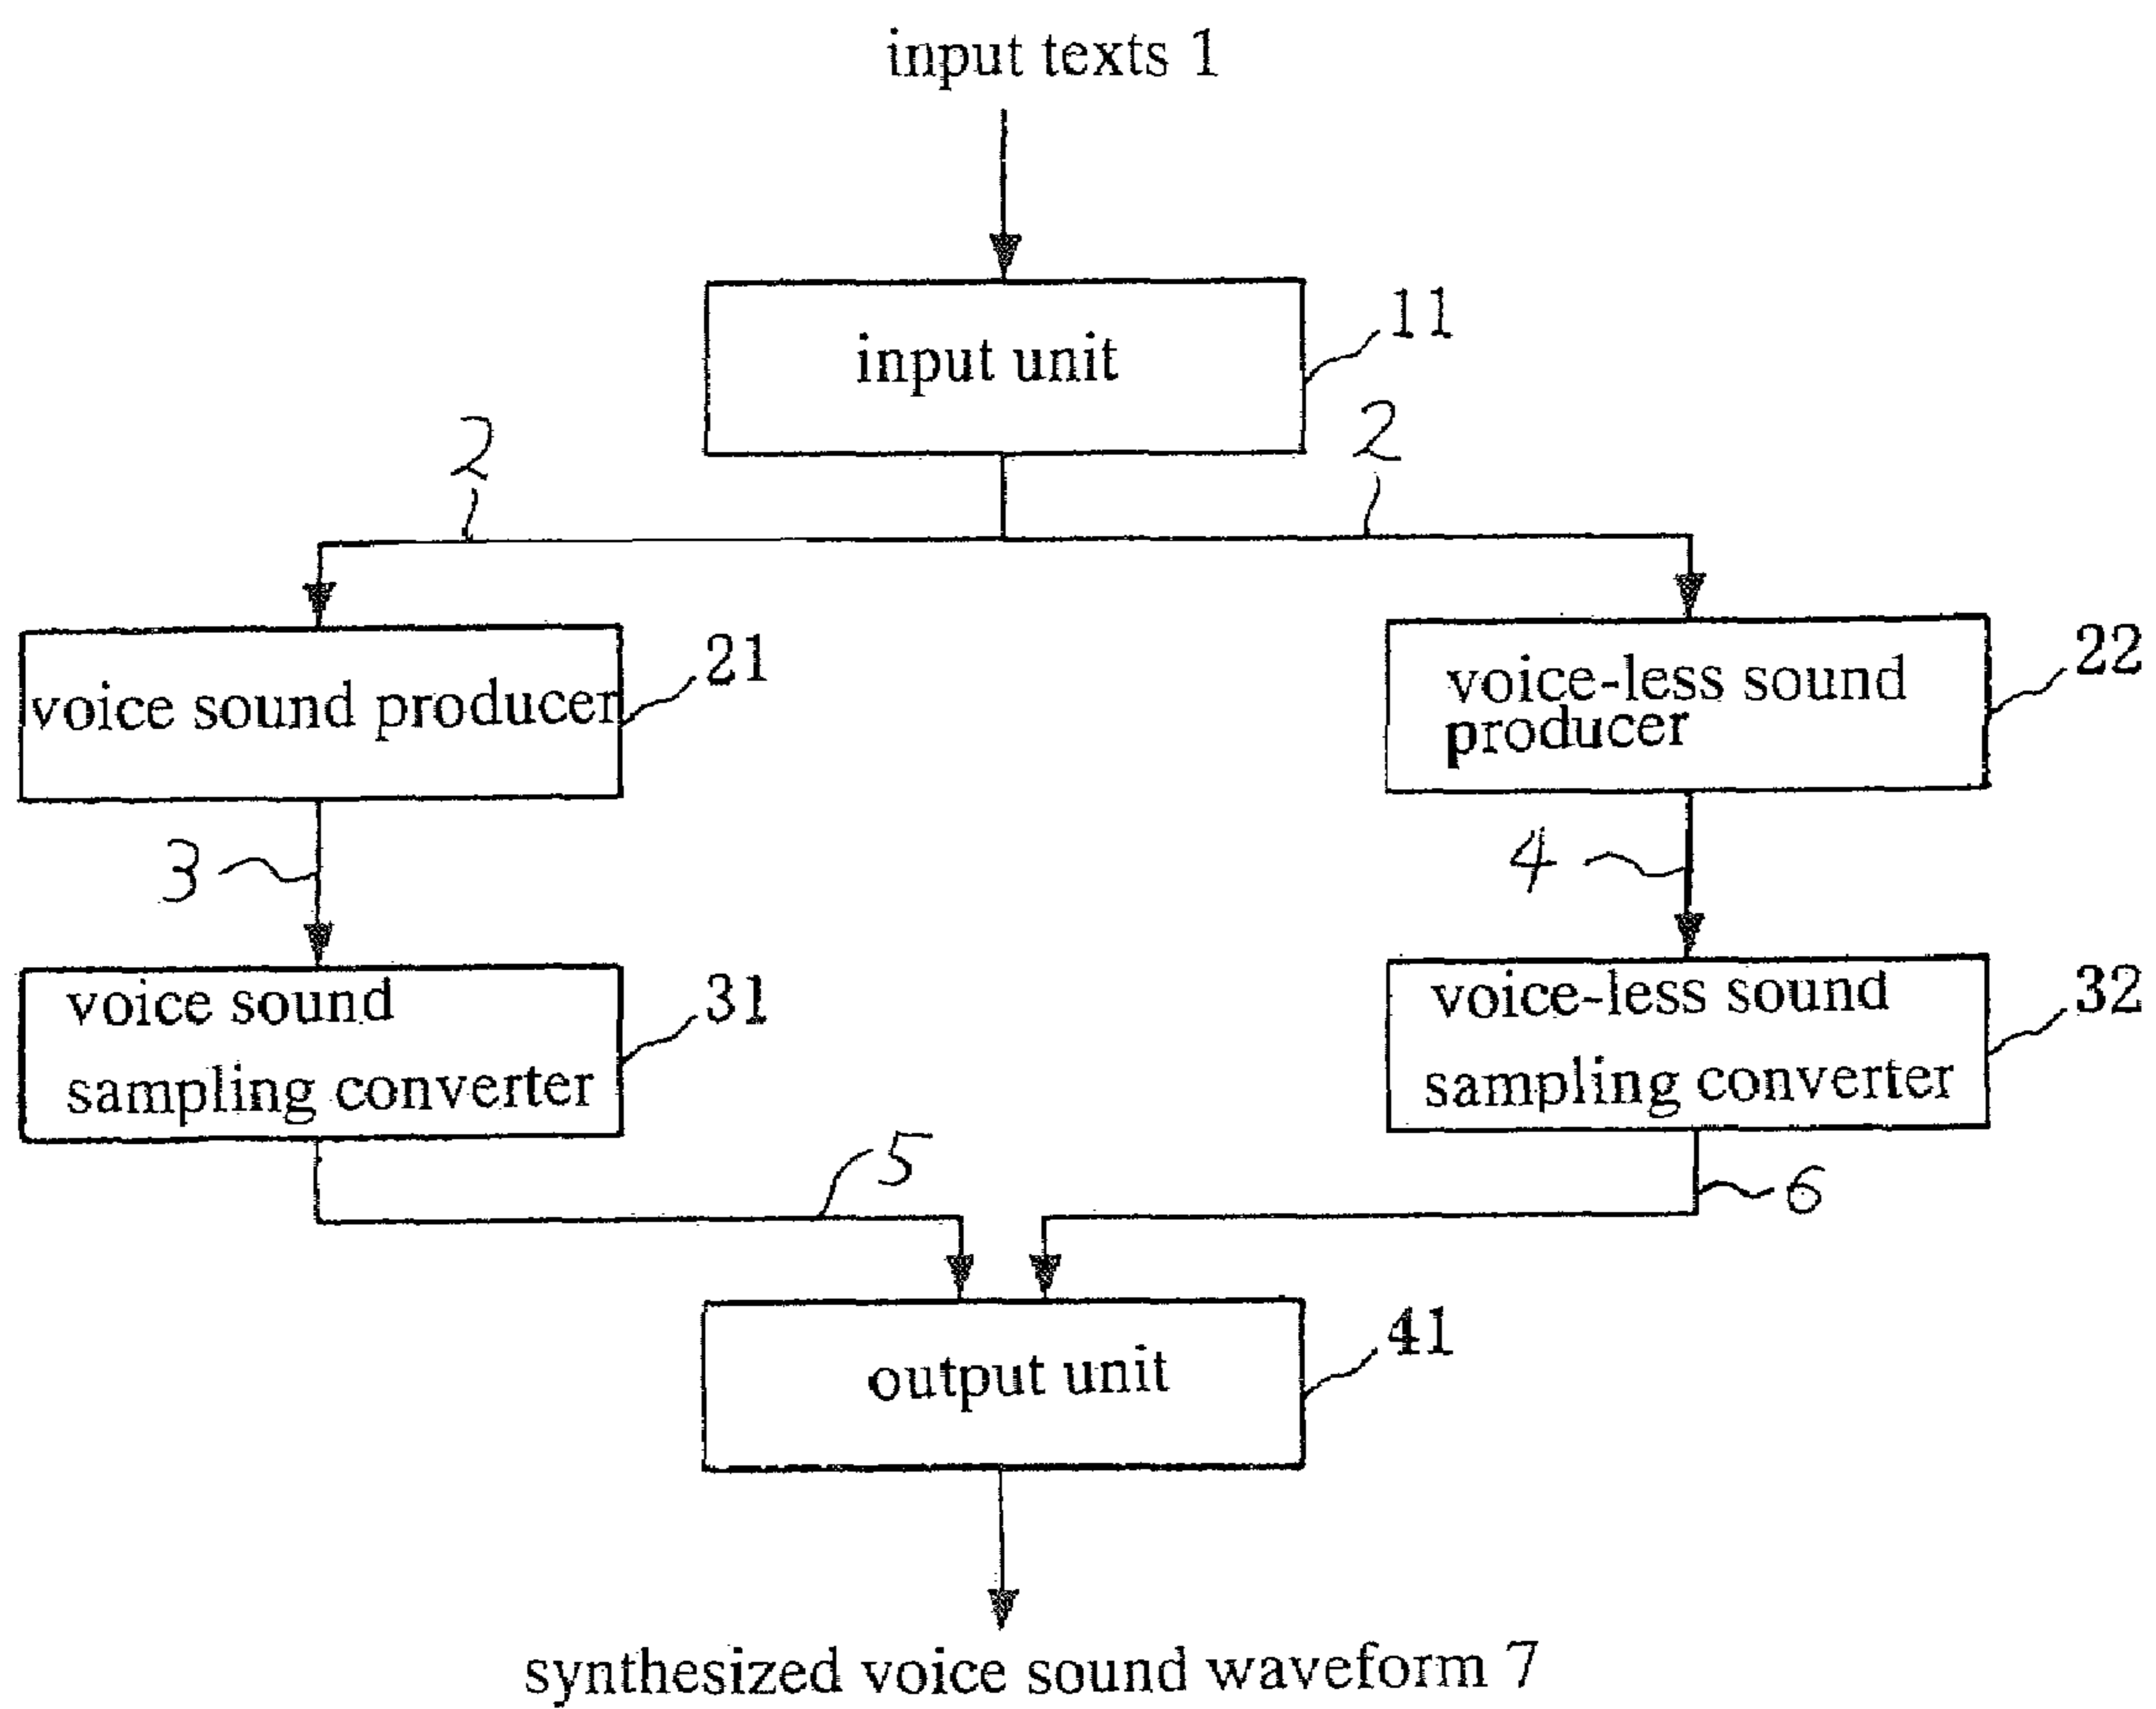 input texts 1
input unit
11
2
2
voice sound producer
21
voice-less sound
producer
22
3
4
voice sound
sampling converter
31
voice-less sound
sampling converter
32
5
6
output unit
41
synthesized voice sound waveform 7